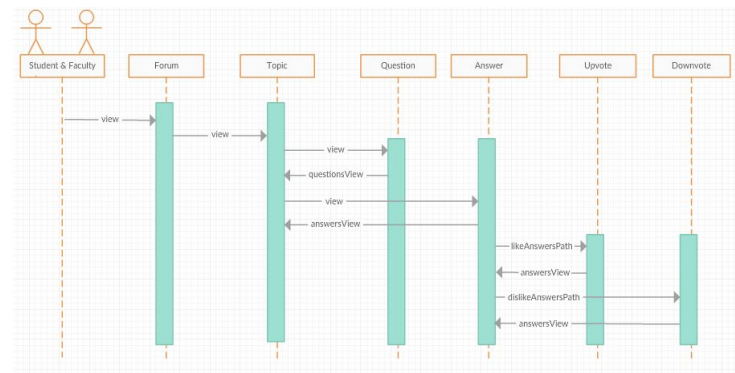 Student & Faculty
Forum
Topic
Question
Answer
Upvote
Downvote
view
view
view
questionsView
view
answersView
likeAnswersPath
answersView
dislikeAnswersPath
answersView